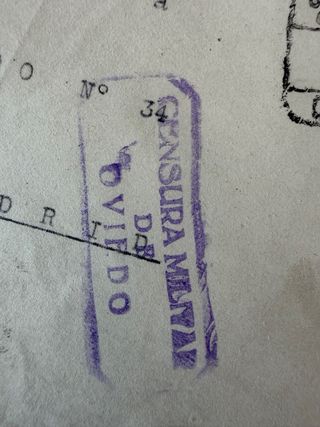 a
O
Nº
34
D R I D
CENSURA MILITAR
DE
OVIEDO